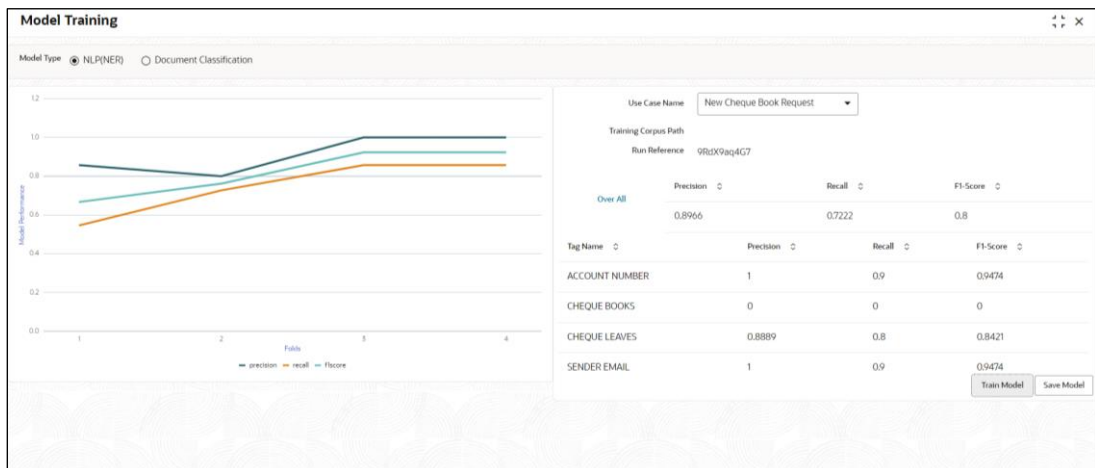 Model Training
Model Type NLP(NER) Document Classification
1.2
1.0
0.8
0.6
0.4
0.2
0.0
Model Performance
1 2 3 4
Folds
precision recall f1score
Use Case Name New Cheque Book Request
Training Corpus Path
Run Reference 9RdX9aq4G7
Over All
Precision Recall F1-Score
0.8966 0.7222 0.8
Tag Name Precision Recall F1-Score
ACCOUNT NUMBER 1 0.9 0.9474
CHEQUE BOOKS 0 0 0
CHEQUE LEAVES 0.8889 0.8 0.8421
SENDER EMAIL 1 0.9 0.9474
Train Model Save Model